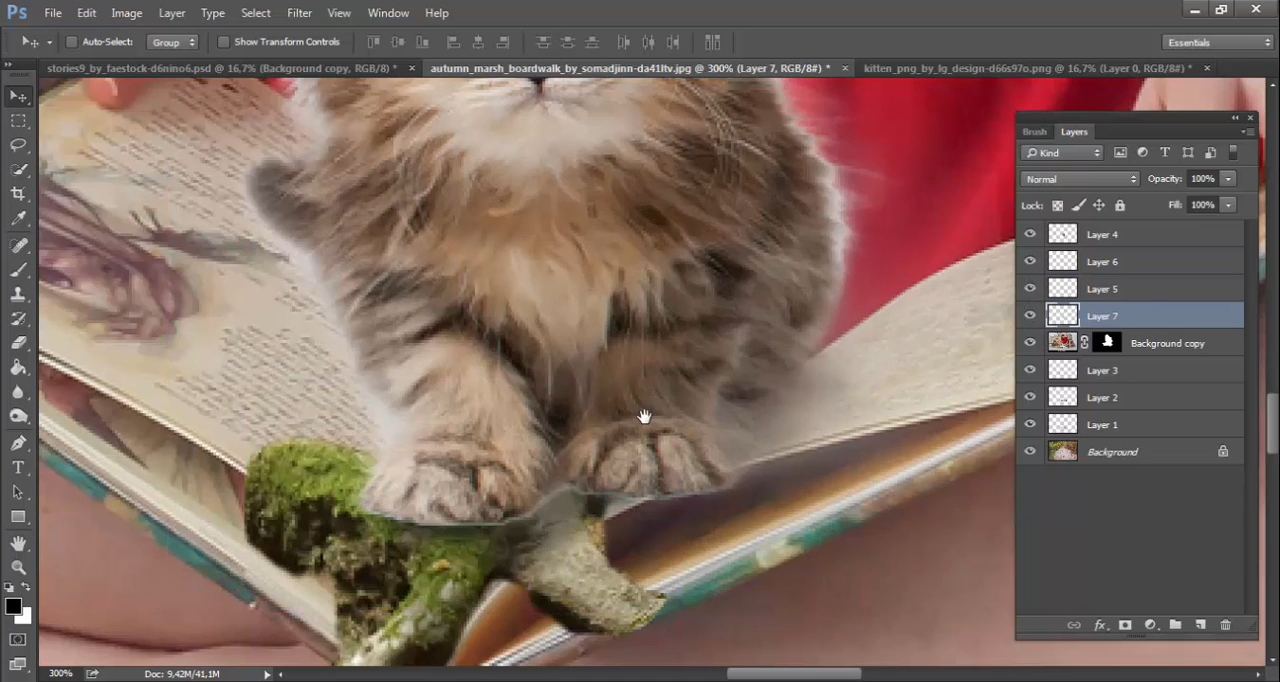 Ps File Edit Image Layer Type Select Filter View Window Help
Auto-Select: Group Show Transform Controls Essentials
stories9_by_faestock-d6nino6.psd @ 16,7% (Background copy, RGB/8) * × autumn_marsh_boardwalk_by_somadjinn-da41ltv.jpg @ 300% (Layer 7, RGB/8#) * × kitten_png_by_lg_design-d66s97o.png @ 16,7% (Layer 0, RGB/8#) * ×
Brush Layers
Kind
Normal Opacity: 100%
Lock: Fill: 100%
Layer 4
Layer 6
Layer 5
Layer 7
Background copy
Layer 3
Layer 2
Layer 1
Background
fx
300% Doc: 9,42M/41,1M